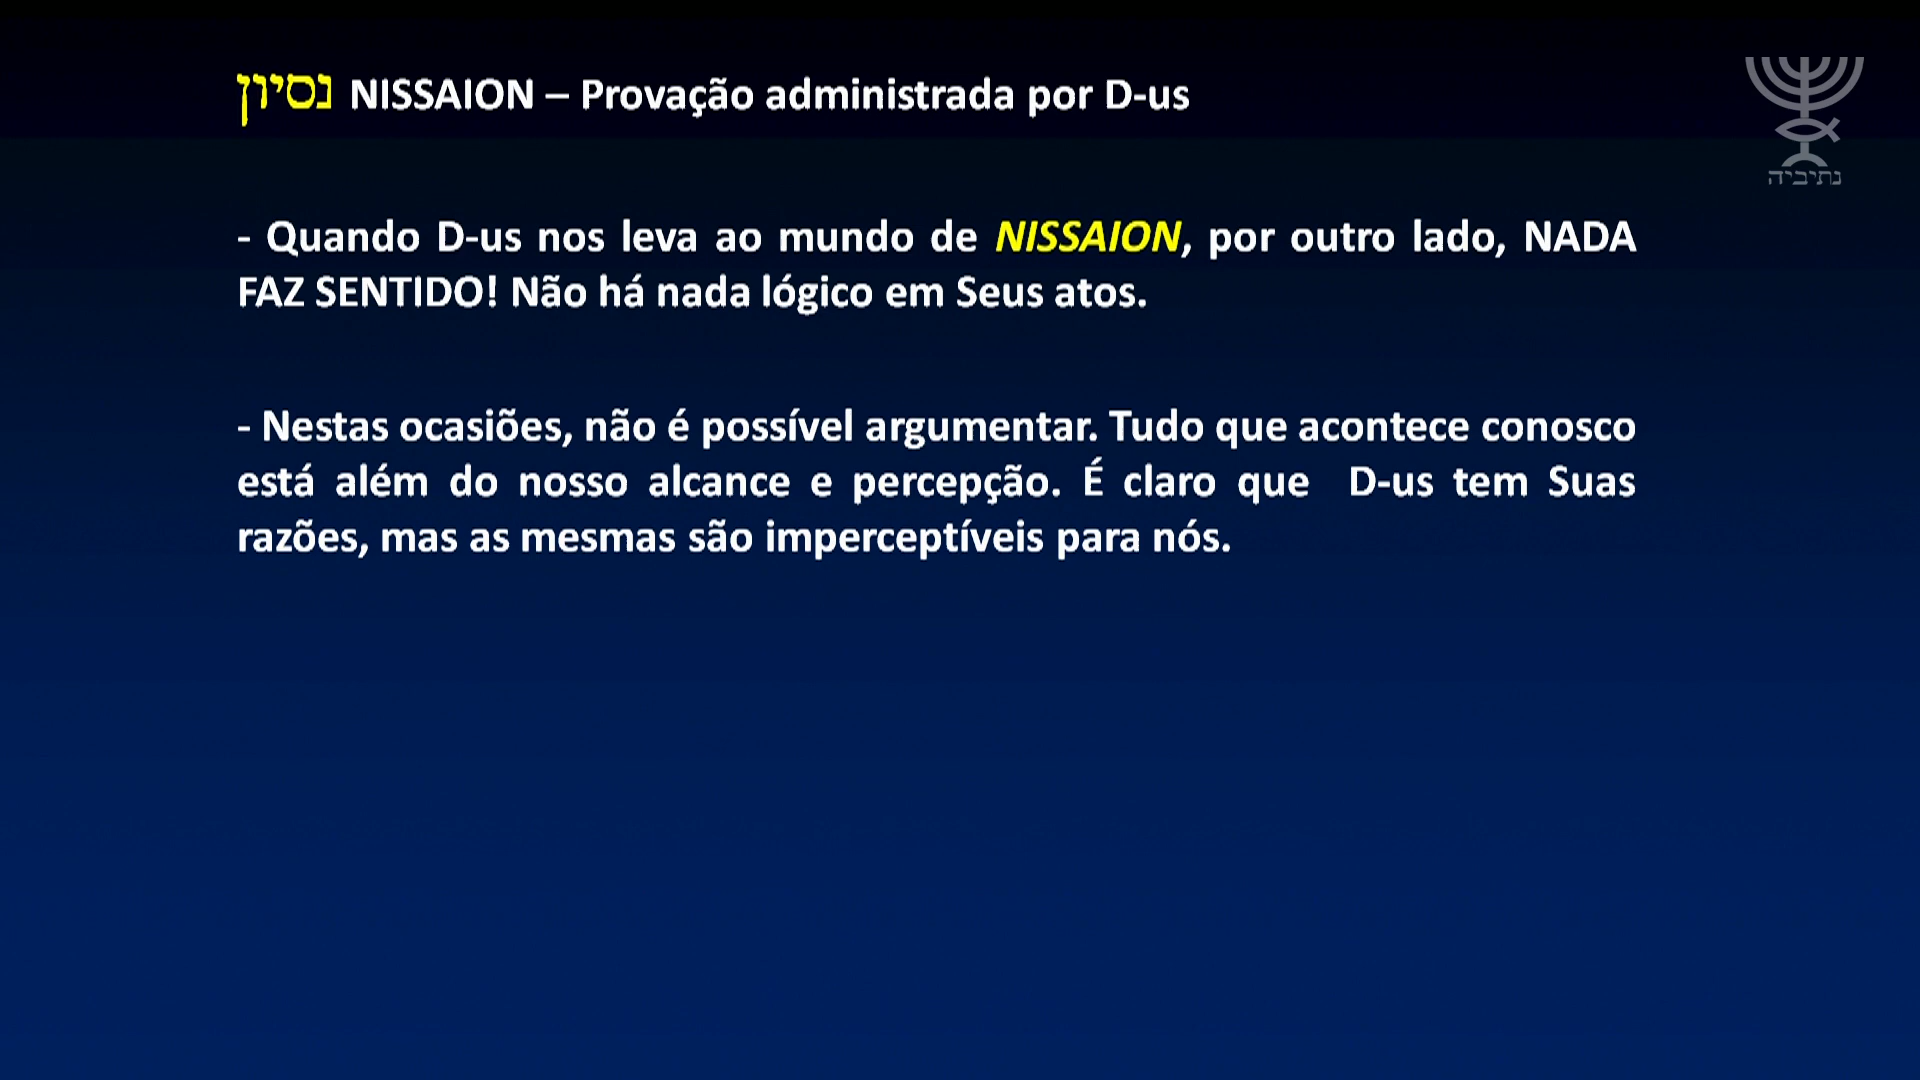 נסיון NISSAION – Provação administrada por D-us
נתיביה
- Quando D-us nos leva ao mundo de NISSAION, por outro lado, NADA
FAZ SENTIDO! Não há nada lógico em Seus atos.
- Nestas ocasiões, não é possível argumentar. Tudo que acontece conosco
está além do nosso alcance e percepção. É claro que D-us tem Suas
razões, mas as mesmas são imperceptíveis para nós.